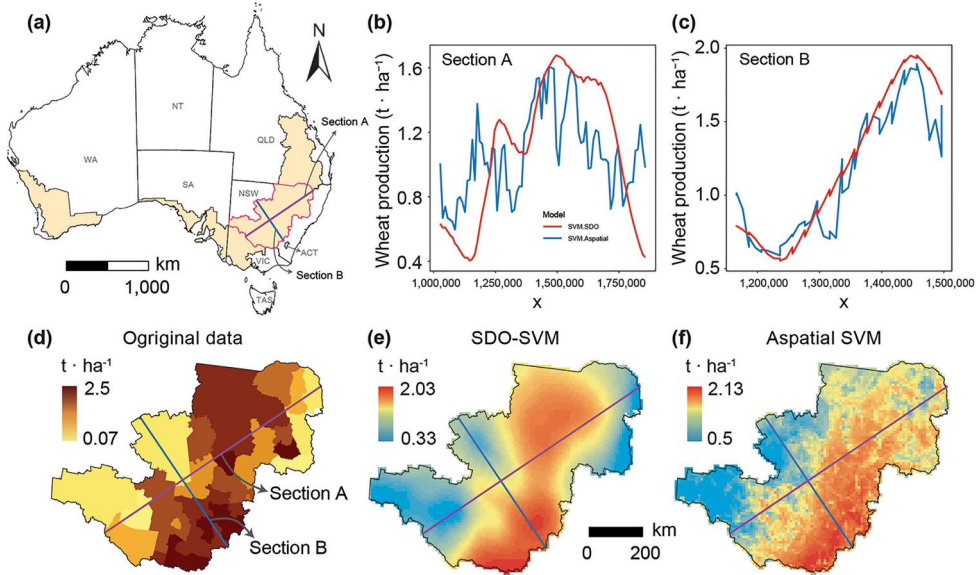 (a)
N
Section A
NT
QLD
WA
SA
NSW
ACT
VIC
Section B
TAS
km
0 1,000
(b)
Section A
Wheat production (t · ha⁻¹)
1.6
1.2
0.8
0.4
Model
SVM.SDO
SVM.Aspatial
1,000,000 1,250,000 1,500,000 1,750,000
X
(c)
Section B
Wheat production (t · ha⁻¹)
2.0
1.5
1.0
0.5
1,200,000 1,300,000 1,400,000 1,500,000
X
(d) Ogriginal data
t · ha⁻¹
2.5
0.07
Section A
Section B
(e) SDO-SVM
t · ha⁻¹
2.03
0.33
km
0 200
(f) Aspatial SVM
t · ha⁻¹
2.13
0.5